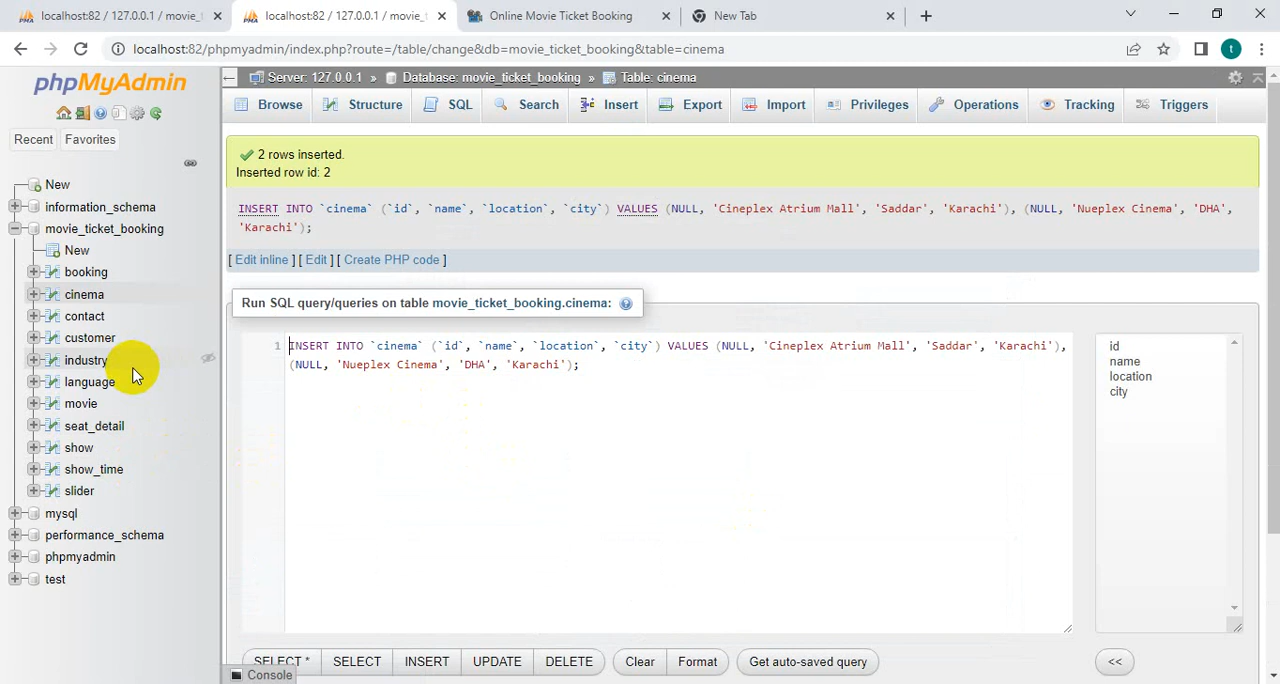 localhost:82 / 127.0.0.1 / movie_t
localhost:82 / 127.0.0.1 / movie_t
Online Movie Ticket Booking
New Tab
localhost:82/phpmyadmin/index.php?route=/table/change&db=movie_ticket_booking&table=cinema
t
phpMyAdmin
Server: 127.0.0.1 » Database: movie_ticket_booking » Table: cinema
Browse Structure SQL Search Insert Export Import Privileges Operations Tracking Triggers
Recent Favorites
New
information_schema
movie_ticket_booking
New
booking
cinema
contact
customer
industry
language
movie
seat_detail
show
show_time
slider
mysql
performance_schema
phpmyadmin
test
2 rows inserted.
Inserted row id: 2
INSERT INTO `cinema` (`id`, `name`, `location`, `city`) VALUES (NULL, 'Cineplex Atrium Mall', 'Saddar', 'Karachi'), (NULL, 'Nueplex Cinema', 'DHA',
'Karachi');
[ Edit inline ] [ Edit ] [ Create PHP code ]
Run SQL query/queries on table movie_ticket_booking.cinema:
1 INSERT INTO `cinema` (`id`, `name`, `location`, `city`) VALUES (NULL, 'Cineplex Atrium Mall', 'Saddar', 'Karachi'),
(NULL, 'Nueplex Cinema', 'DHA', 'Karachi');
id
name
location
city
SELECT * SELECT INSERT UPDATE DELETE Clear Format Get auto-saved query <<
Console